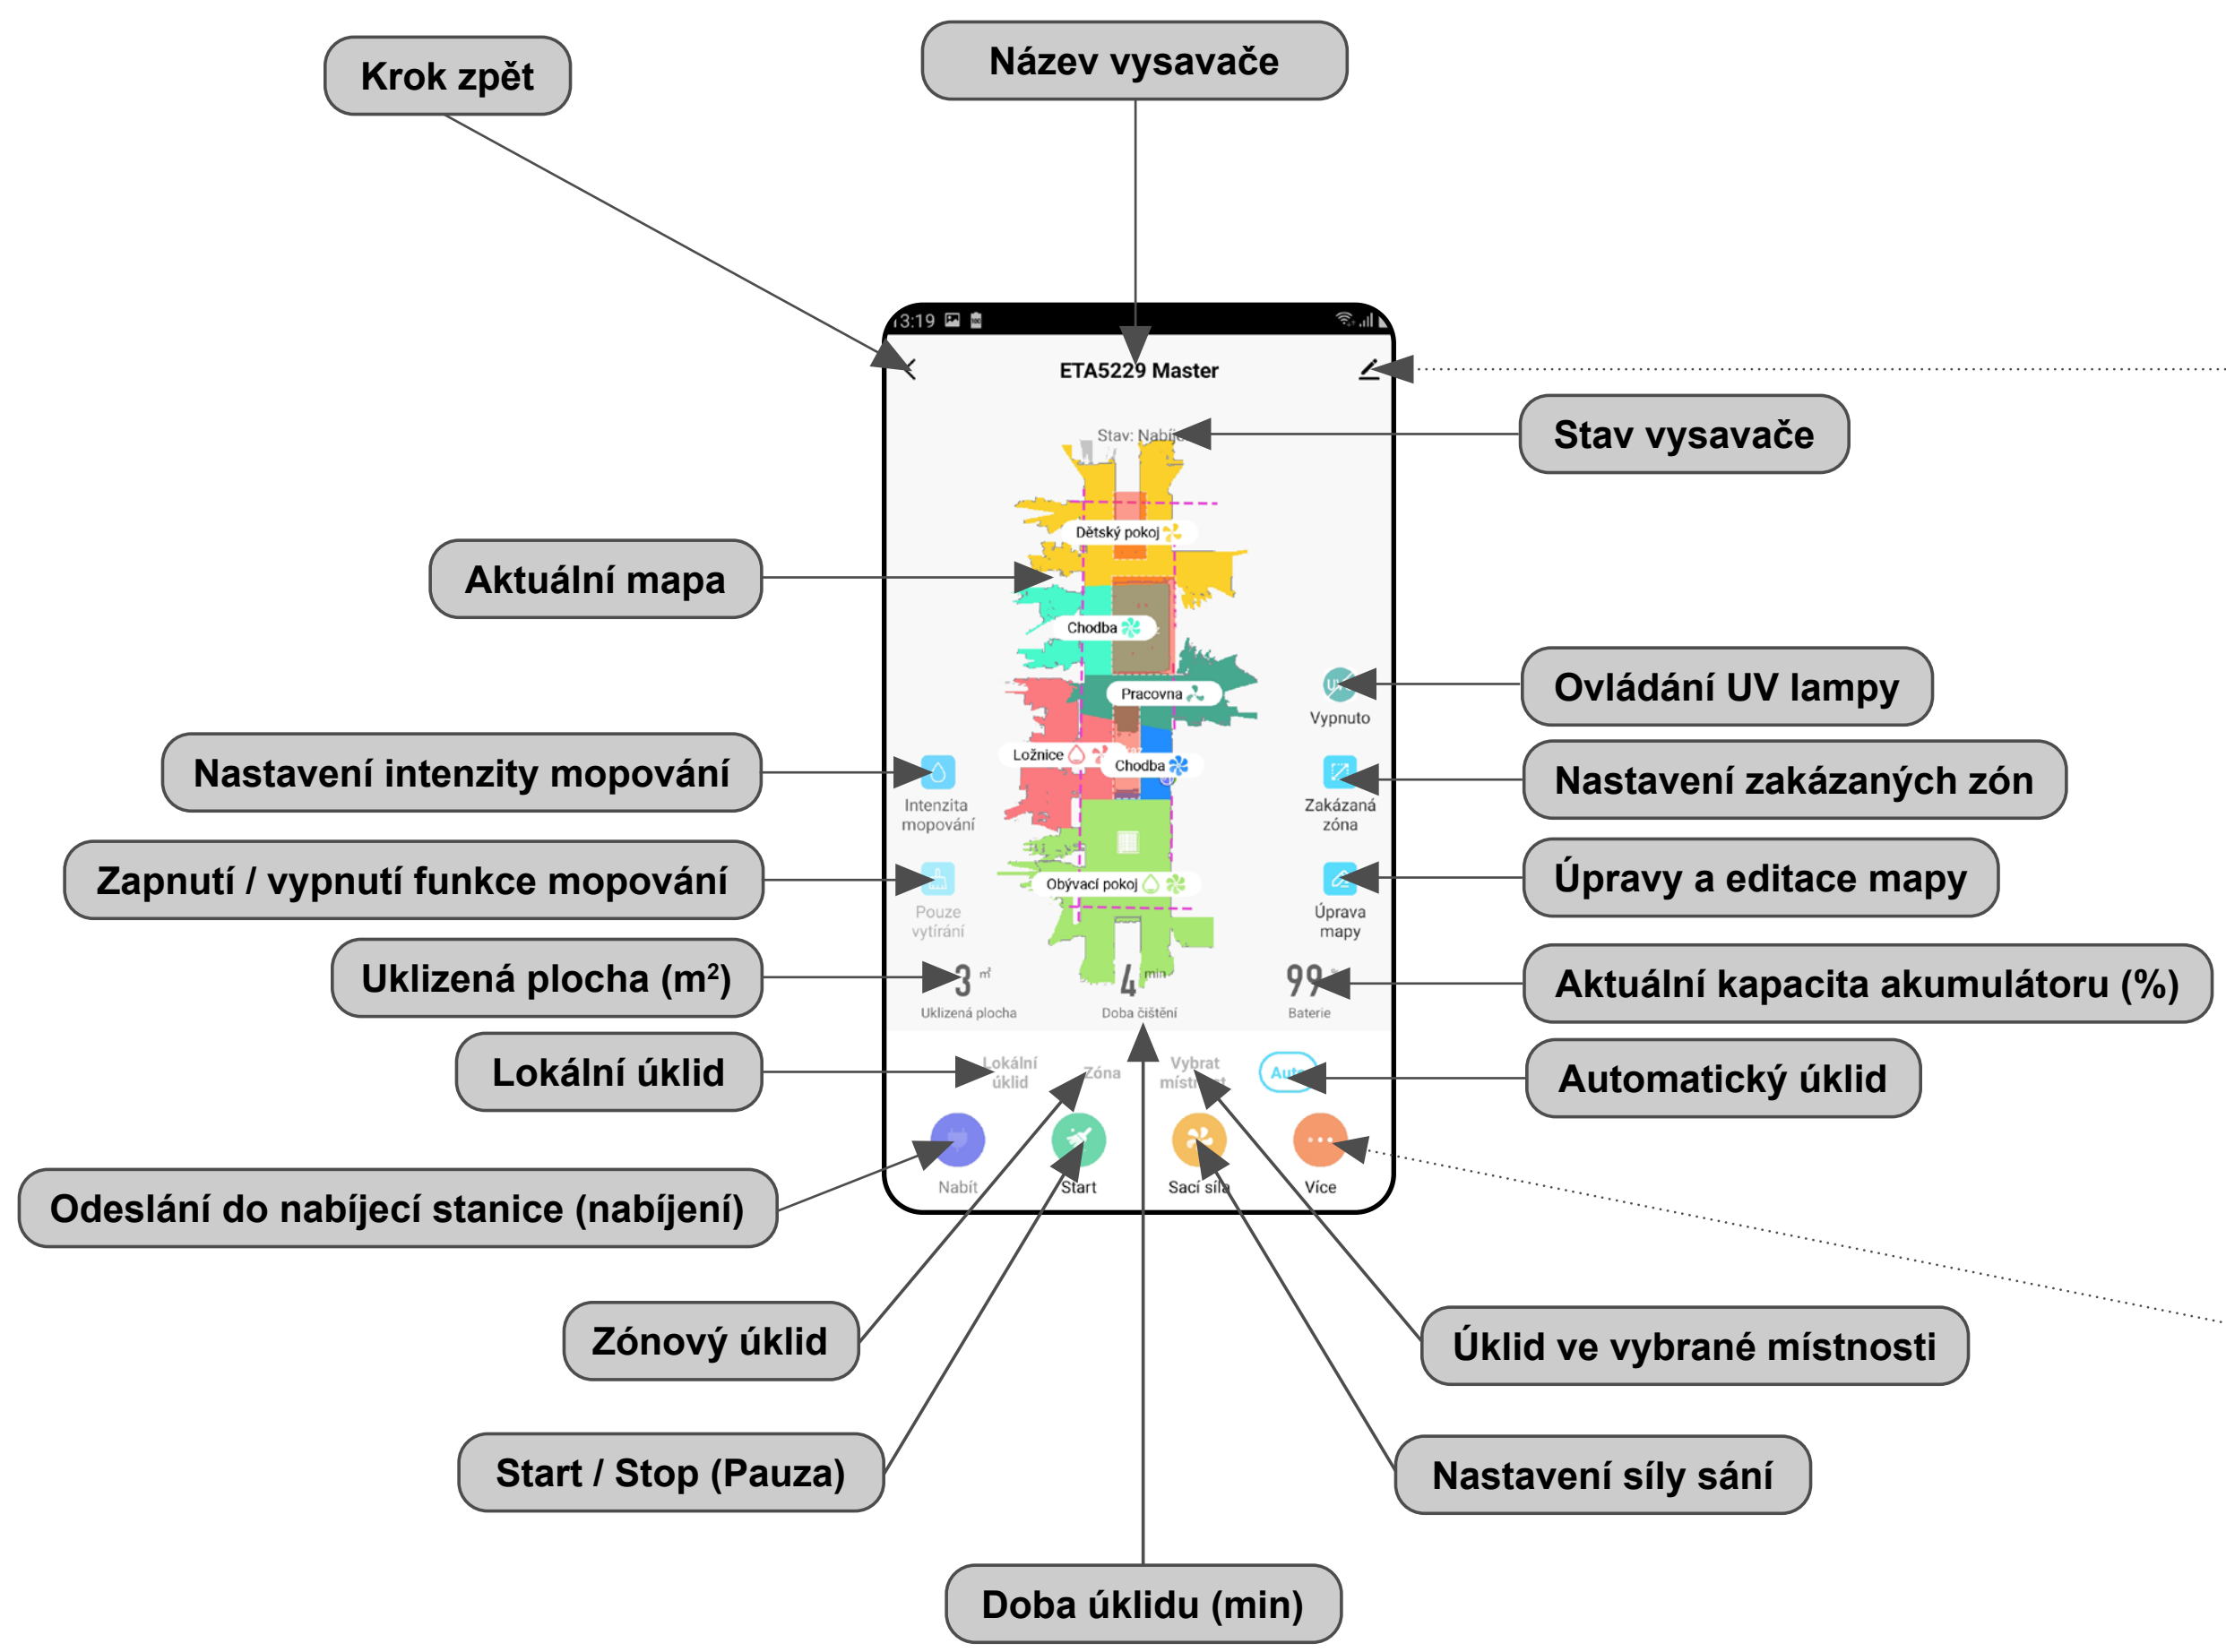 Krok zpět
Název vysavače
3:19
ETA5229 Master
Stav vysavače
Aktuální mapa
Dětský pokoj
Chodba
Pracovna
Ložnice
Chodba
Obývací pokoj
Ovládání UV lampy
UV
Vypnuto
Nastavení intenzity mopování
Intenzita
mopování
Nastavení zakázaných zón
Zakázaná
zóna
Zapnutí / vypnutí funkce mopování
Pouze
vytírání
Úpravy a editace mapy
Úprava
mapy
Uklizená plocha (m²)
3 m²
Uklizená plocha
4 min
Doba čištění
99
Baterie
Aktuální kapacita akumulátoru (%)
Lokální úklid
Lokální
úklid
Zóna
Vybrat
Auto
Automatický úklid
Odeslání do nabíjecí stanice (nabíjení)
Nabít
Start
Sací síla
Více
Zónový úklid
Úklid ve vybrané místnosti
Start / Stop (Pauza)
Nastavení síly sání
Doba úklidu (min)